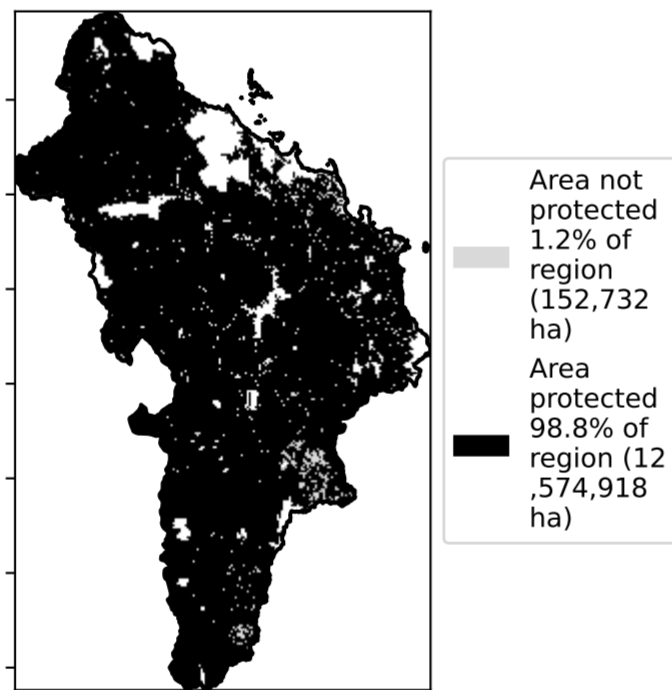 Area not
protected
1.2% of
region
(152,732
ha)
Area
protected
98.8% of
region (12
,574,918
ha)